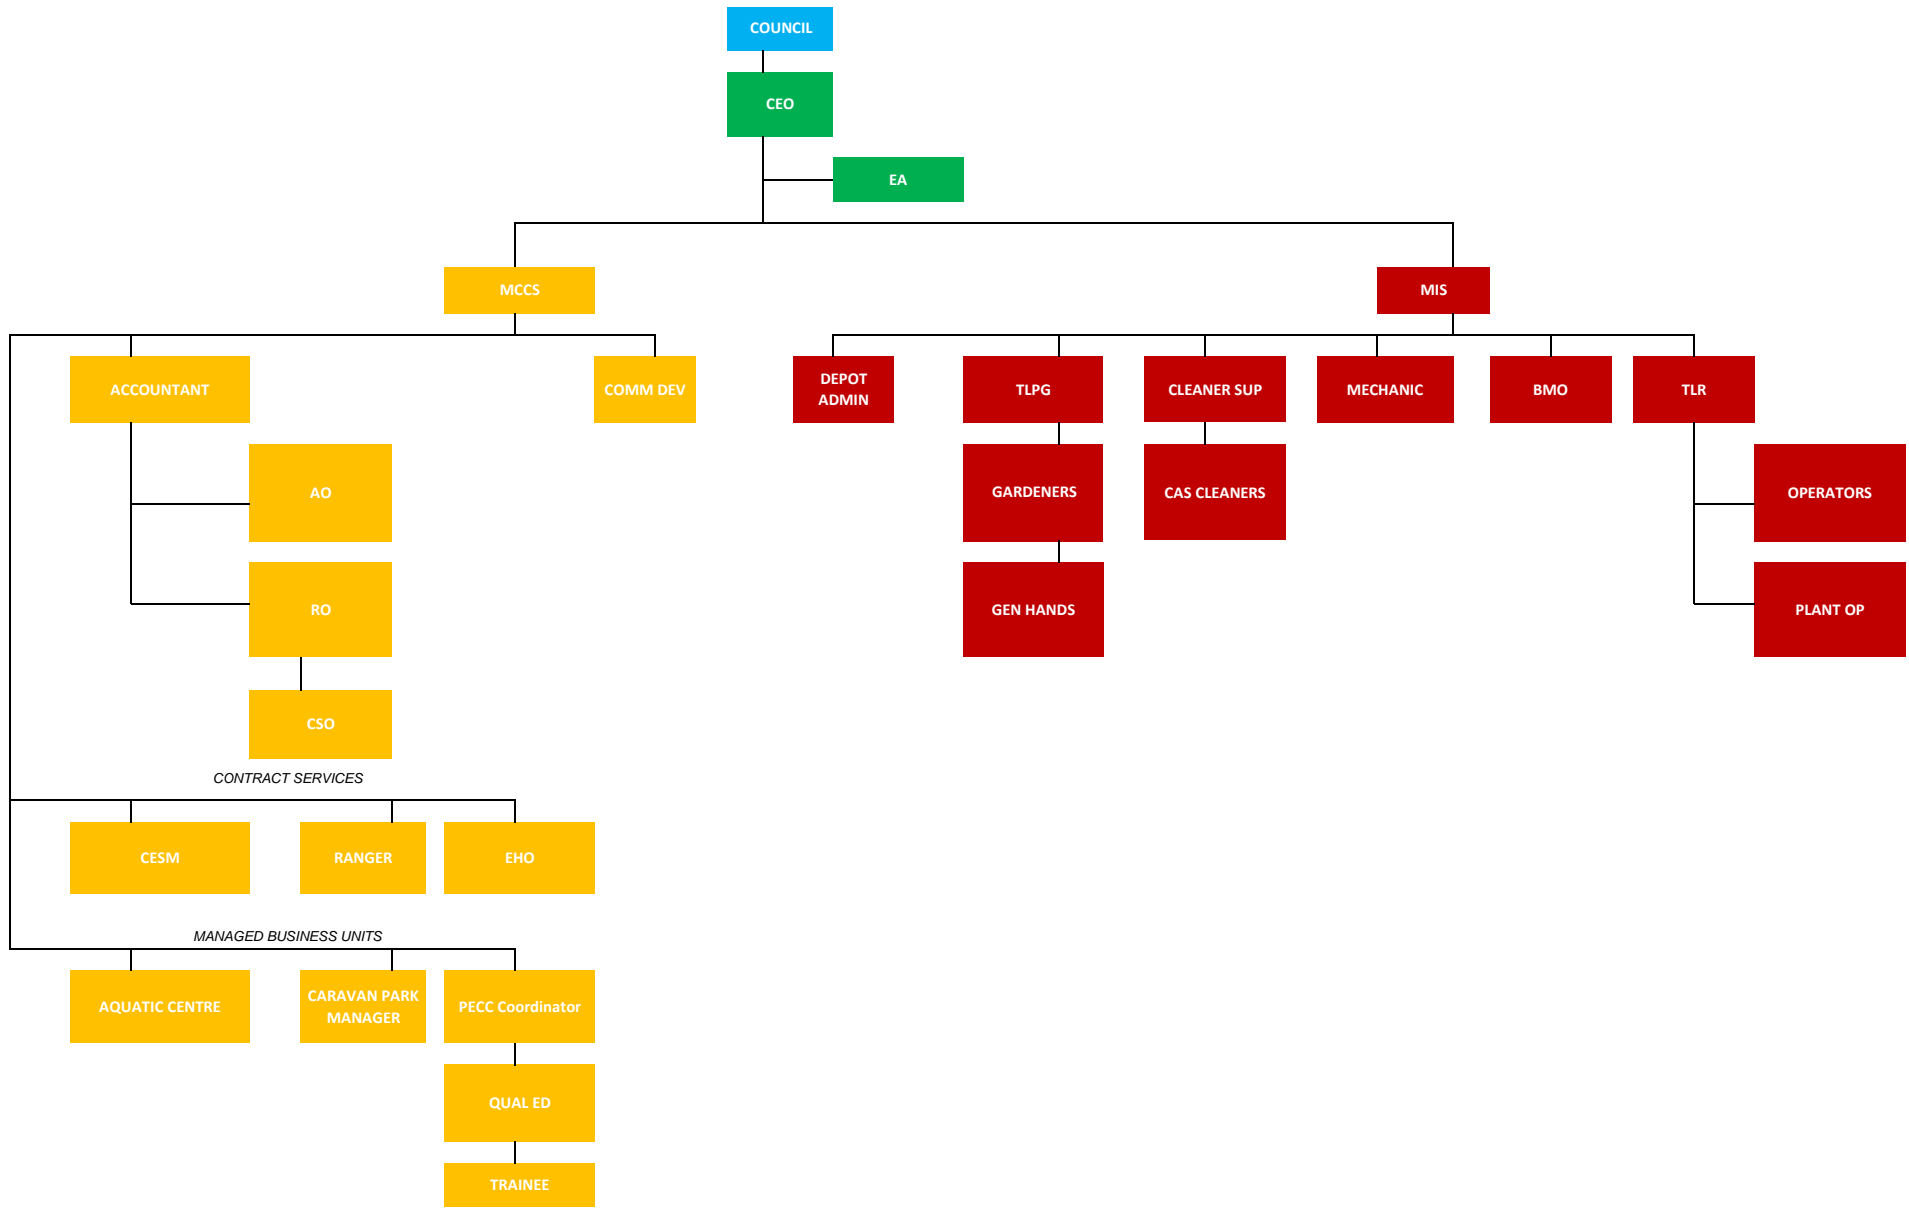 COUNCIL
CEO
EA
MCCS
MIS
ACCOUNTANT
COMM DEV
DEPOT
ADMIN
TLPG
CLEANER SUP
MECHANIC
BMO
TLR
AO
GARDENERS
CAS CLEANERS
OPERATORS
RO
GEN HANDS
PLANT OP
CSO
CONTRACT SERVICES
CESM
RANGER
EHO
MANAGED BUSINESS UNITS
AQUATIC CENTRE
CARAVAN PARK
MANAGER
PECC Coordinator
QUAL ED
TRAINEE